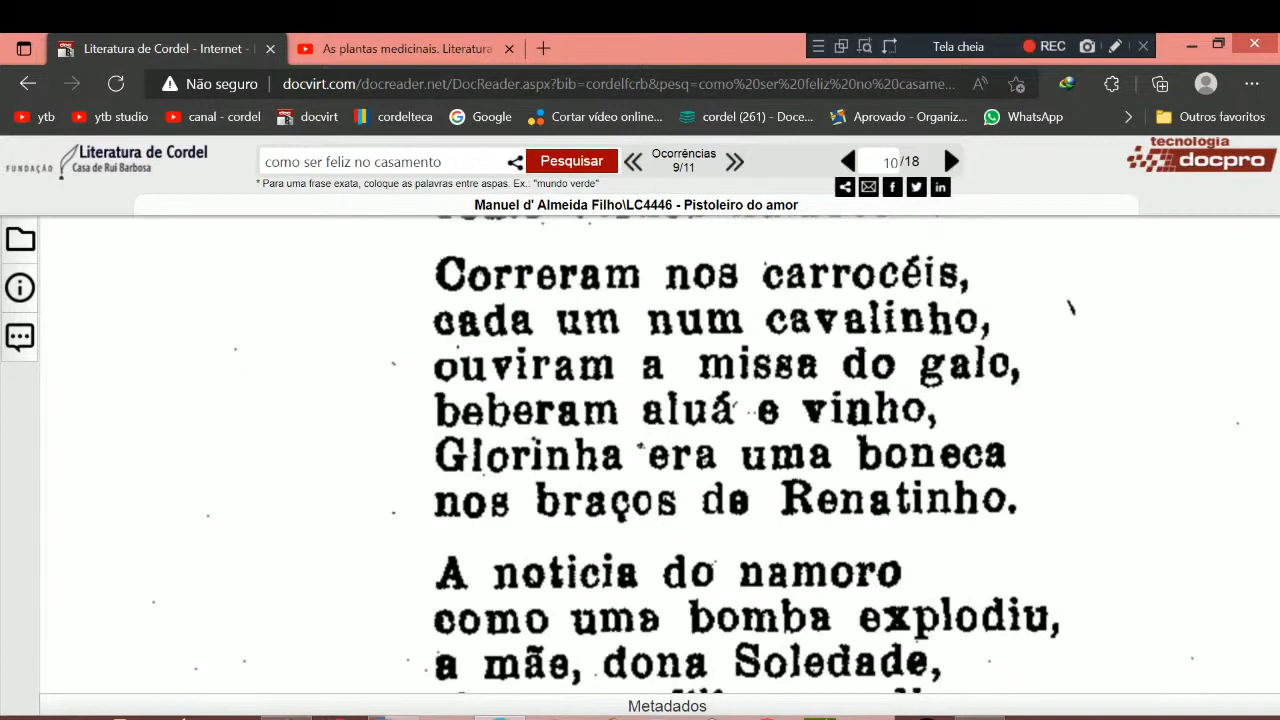 Literatura de Cordel - Internet -
As plantas medicinais. Literatura
Tela cheia
REC
Não seguro
docvirt.com/docreader.net/DocReader.aspx?bib=cordelfcrb&pesq=como%20ser%20feliz%20no%20casame...
ytb
ytb studio
canal - cordel
docvirt
cordelteca
Google
Cortar vídeo online...
cordel (261) - Doce...
Aprovado - Organiz...
WhatsApp
Outros favoritos
FUNDAÇÃO
Literatura de Cordel
Casa de Rui Barbosa
como ser feliz no casamento
Pesquisar
Ocorrências
9/11
10 /18
tecnologia
docpro
* Para uma frase exata, coloque as palavras entre aspas. Ex.: "mundo verde"
Manuel d' Almeida Filho\LC4446 - Pistoleiro do amor
Correram nos carrocéis,
cada um num cavalinho,
ouviram a missa do galo,
beberam aluá e vinho,
Glorinha era uma boneca
nos braços de Renatinho.
A noticia do namoro
como uma bomba explodiu,
a mãe, dona Soledade,
Metadados